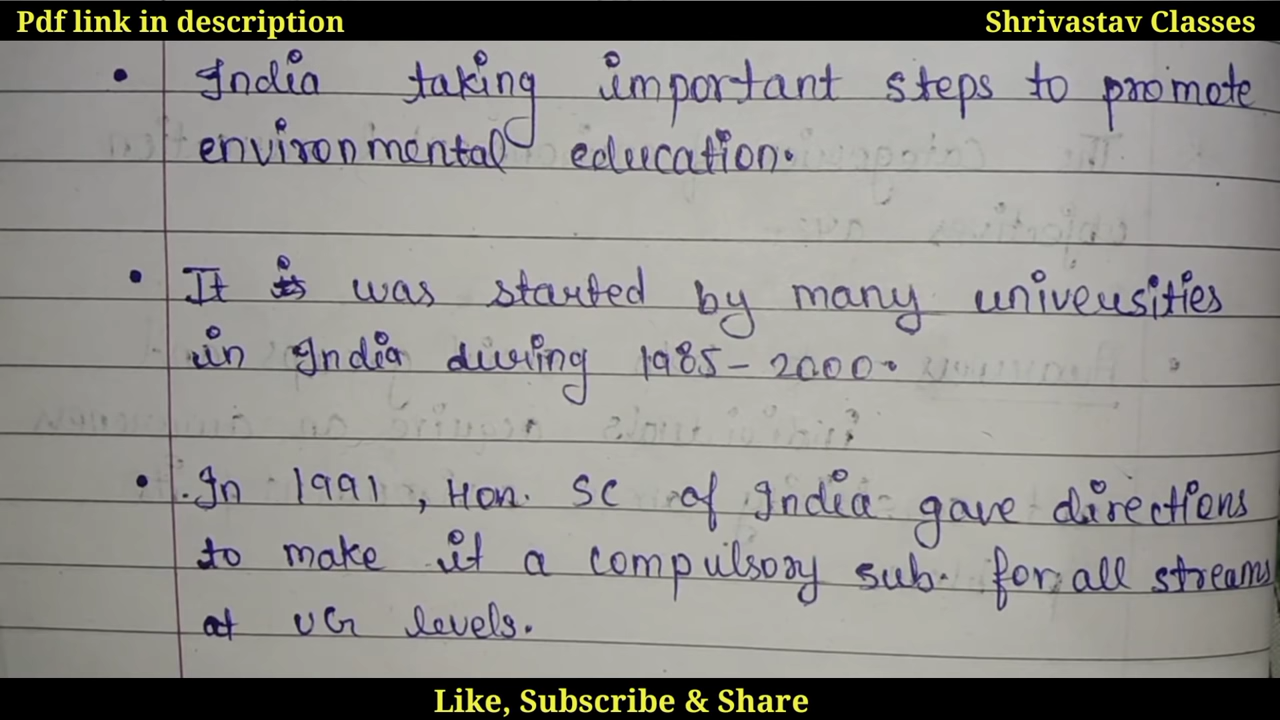 Pdf link in description
Shrivastav Classes
• India taking important steps to promote
environmental education.
• It is was started by many universities
in India during 1985-2000.
• In 1991, Hon. SC of India gave directions
to make it a compulsory sub. for all streams
at UG levels.
Like, Subscribe & Share